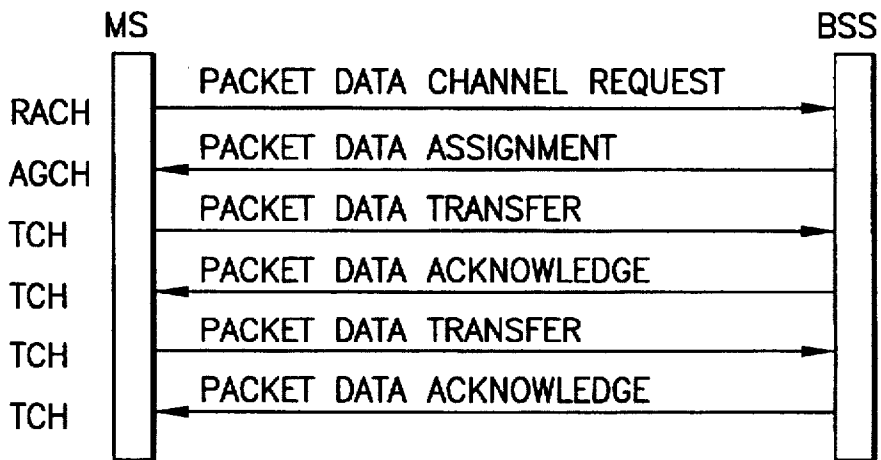 MS BSS
PACKET DATA CHANNEL REQUEST
RACH
PACKET DATA ASSIGNMENT
AGCH
PACKET DATA TRANSFER
TCH
PACKET DATA ACKNOWLEDGE
TCH
PACKET DATA TRANSFER
TCH
PACKET DATA ACKNOWLEDGE
TCH